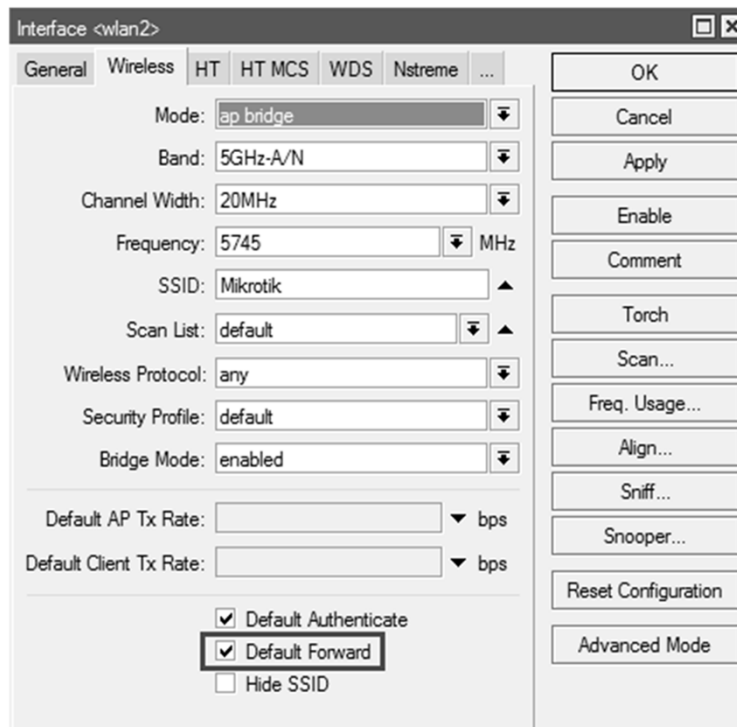 Interface <wlan2>
General Wireless HT HT MCS WDS Nstreme ...
Mode: ap bridge
Band: 5GHz-A/N
Channel Width: 20MHz
Frequency: 5745 MHz
SSID: Mikrotik
Scan List: default
Wireless Protocol: any
Security Profile: default
Bridge Mode: enabled
Default AP Tx Rate: bps
Default Client Tx Rate: bps
Default Authenticate
Default Forward
Hide SSID
OK
Cancel
Apply
Enable
Comment
Torch
Scan...
Freq. Usage...
Align...
Sniff...
Snooper...
Reset Configuration
Advanced Mode